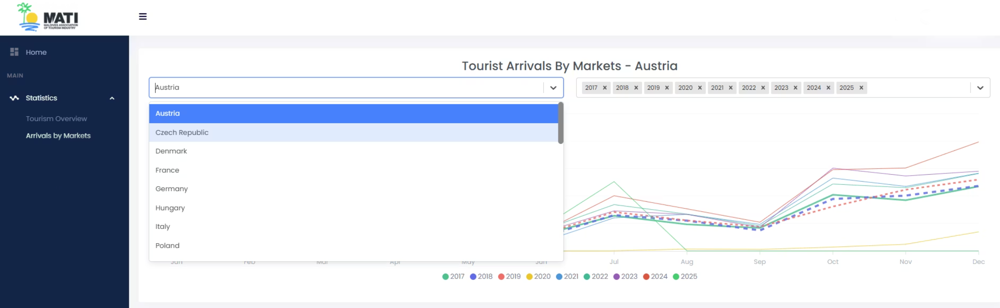 MATI
MALDIVES ASSOCIATION
OF TOURISM INDUSTRY
Home
MAIN
Statistics
Tourism Overview
Arrivals by Markets
Tourist Arrivals By Markets - Austria
Austria
2017 × 2018 × 2019 × 2020 × 2021 × 2022 × 2023 × 2024 × 2025 ×
Austria
Czech Republic
Denmark
France
Germany
Hungary
Italy
Poland
Jan Feb Mar Apr May Jun Jul Aug Sep Oct Nov Dec
2017 2018 2019 2020 2021 2022 2023 2024 2025